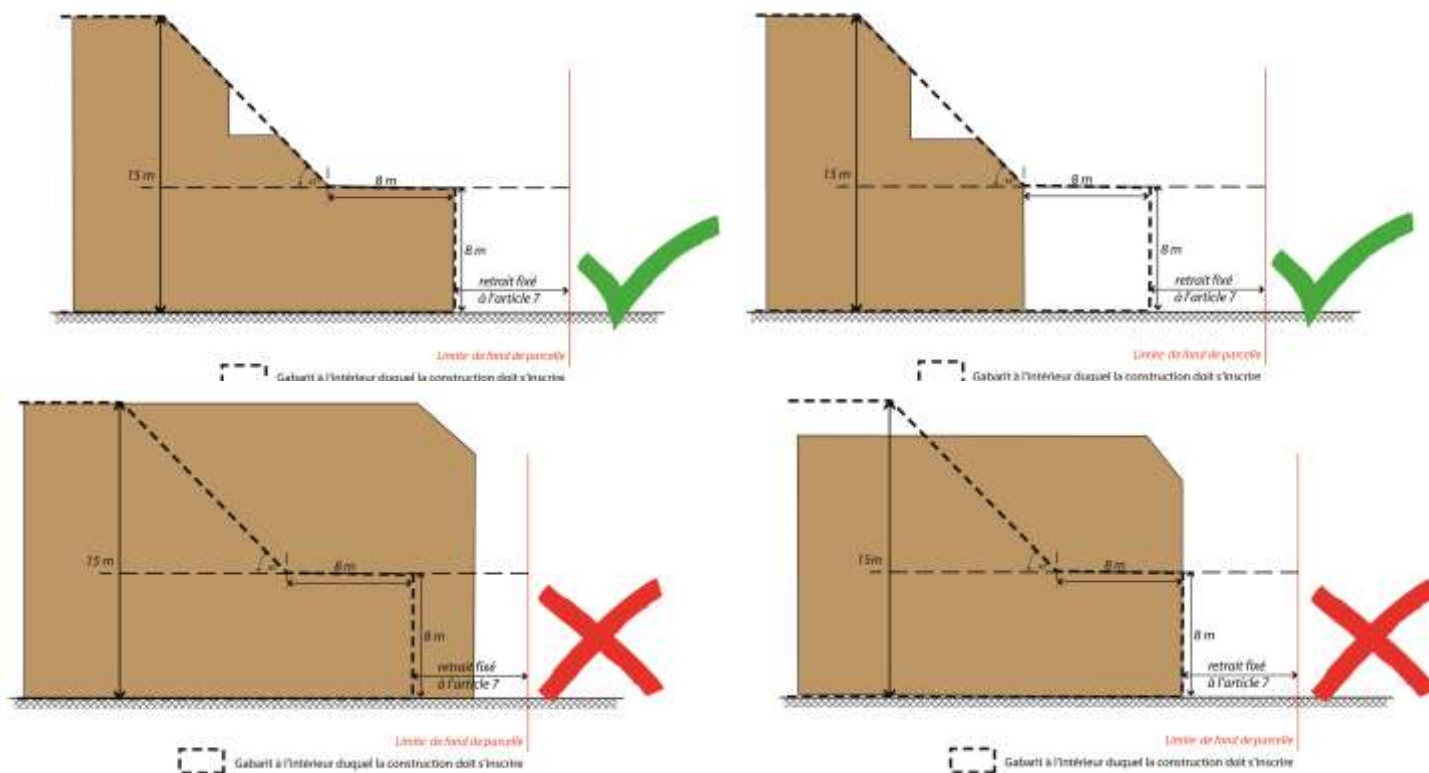 15 m
8 m
8 m
retrait fixé
à l'article 7
Limite de fond de parcelle
Gabarit à l'intérieur duquel la construction doit s'inscrire
15 m
8 m
8 m
retrait fixé
à l'article 7
Limite de fond de parcelle
Gabarit à l'intérieur duquel la construction doit s'inscrire
15 m
8 m
8 m
retrait fixé
à l'article 7
Limite de fond de parcelle
Gabarit à l'intérieur duquel la construction doit s'inscrire
15m
8 m
8 m
retrait fixé
à l'article 7
Limite de fond de parcelle
Gabarit à l'intérieur duquel la construction doit s'inscrire